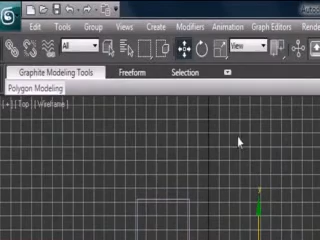 Autode
Edit Tools Group Views Create Modifiers Animation Graph Editors Rende
All View
Graphite Modeling Tools Freeform Selection
Polygon Modeling
[+] [Top] [Wireframe]
y